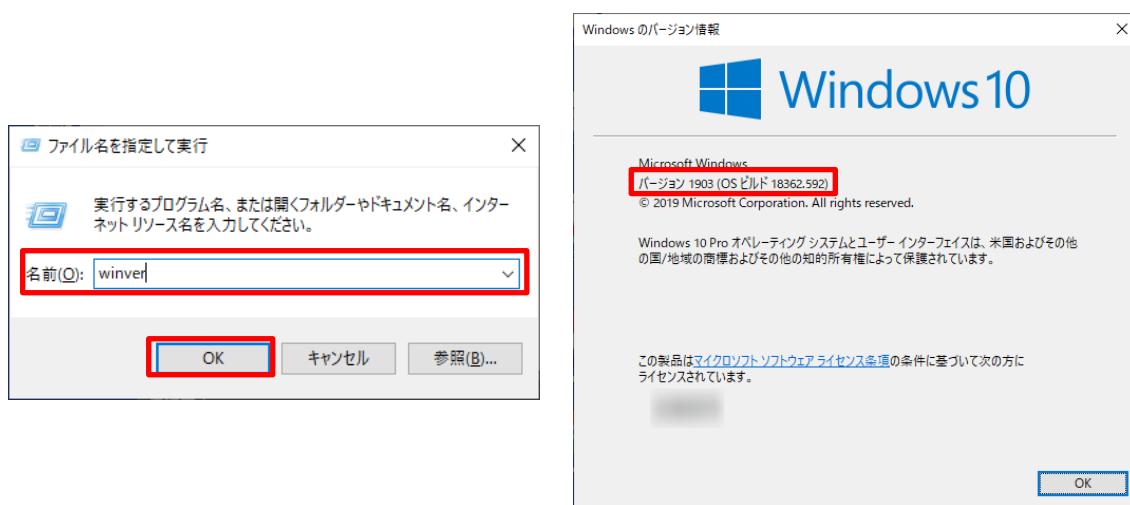 ファイル名を指定して実行
実行するプログラム名、または開くフォルダーやドキュメント名、インター
ネット リソース名を入力してください。
名前(O): winver
OK キャンセル 参照(B)...
Windows のバージョン情報
Windows 10
Microsoft Windows
バージョン 1903 (OS ビルド 18362.592)
© 2019 Microsoft Corporation. All rights reserved.
Windows 10 Pro オペレーティング システムとユーザー インターフェイスは、米国およびその他
の国/地域の商標およびその他の知的所有権によって保護されています。
この製品はマイクロソフト ソフトウェア ライセンス条項の条件に基づいて次の方に
ライセンスされています。
OK